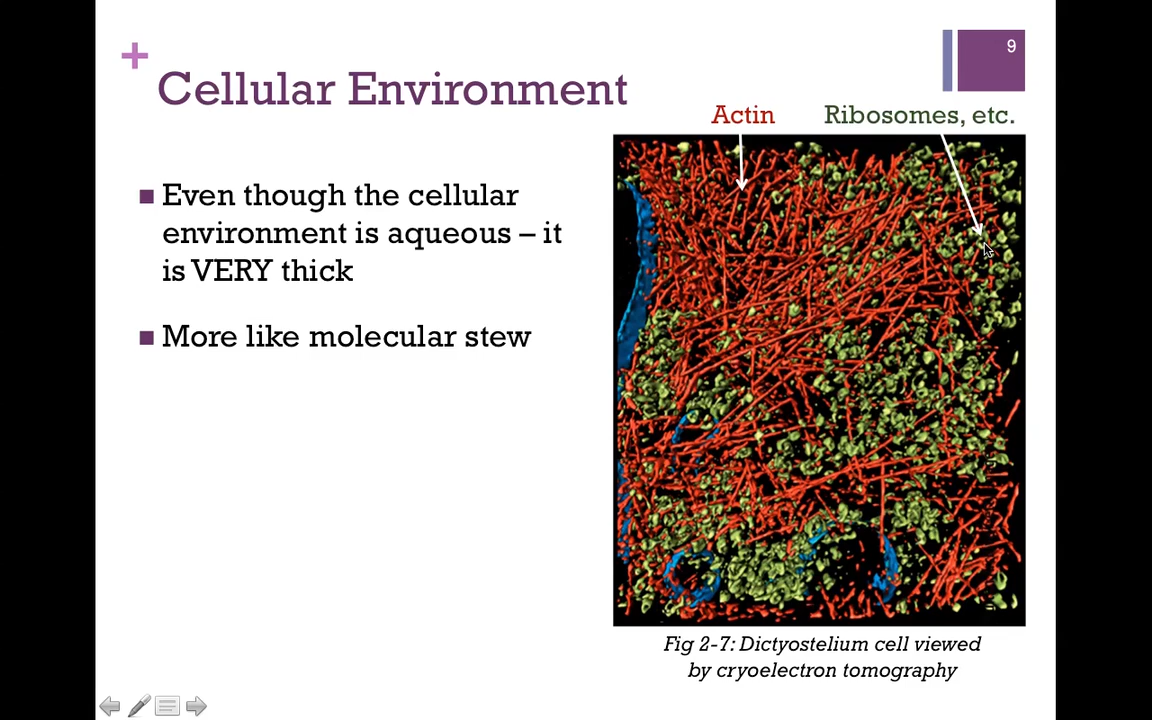 9
+
Cellular Environment
Actin
Ribosomes, etc.
■ Even though the cellular
environment is aqueous – it
is VERY thick
■ More like molecular stew
Fig 2-7: Dictyostelium cell viewed
by cryoelectron tomography